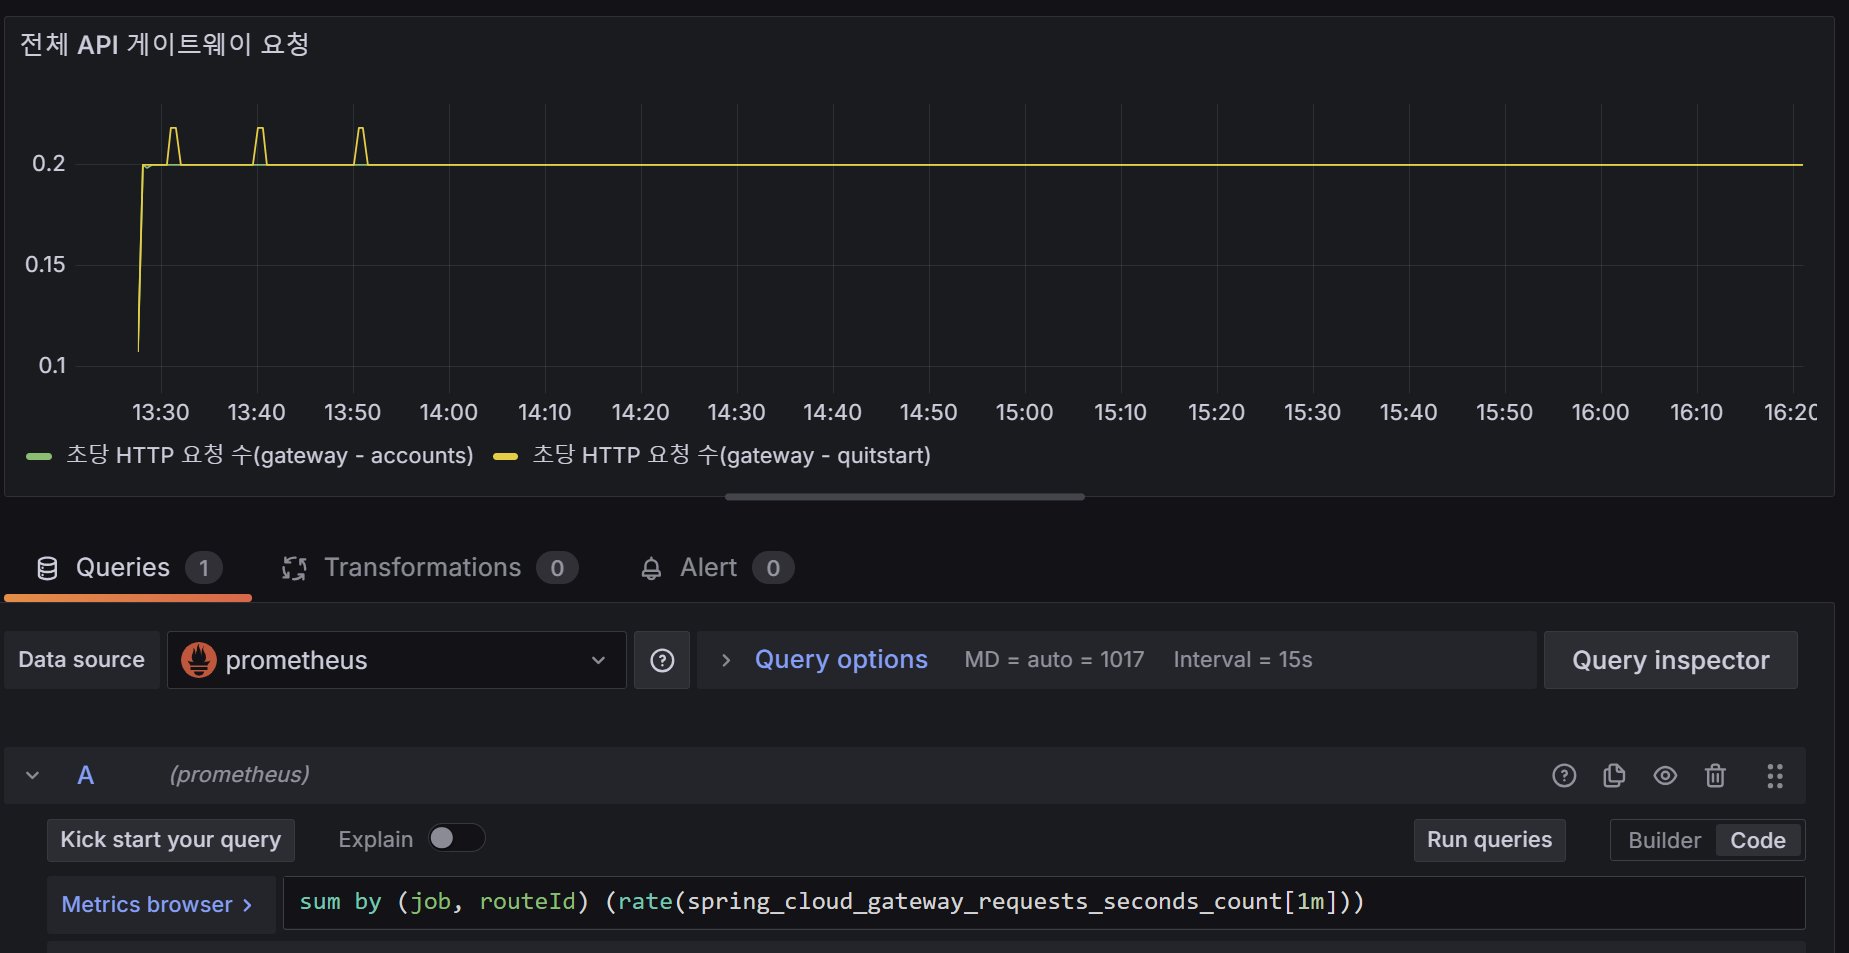 전체 API 게이트웨이 요청
0.2
0.15
0.1
13:30 13:40 13:50 14:00 14:10 14:20 14:30 14:40 14:50 15:00 15:10 15:20 15:30 15:40 15:50 16:00 16:10 16:20
초당 HTTP 요청 수(gateway - accounts) 초당 HTTP 요청 수(gateway - quitstart)
Queries 1 Transformations 0 Alert 0
Data source prometheus Query options MD = auto = 1017 Interval = 15s Query inspector
A (prometheus)
Kick start your query Explain Run queries Builder Code
Metrics browser > sum by (job, routeId) (rate(spring_cloud_gateway_requests_seconds_count[1m]))